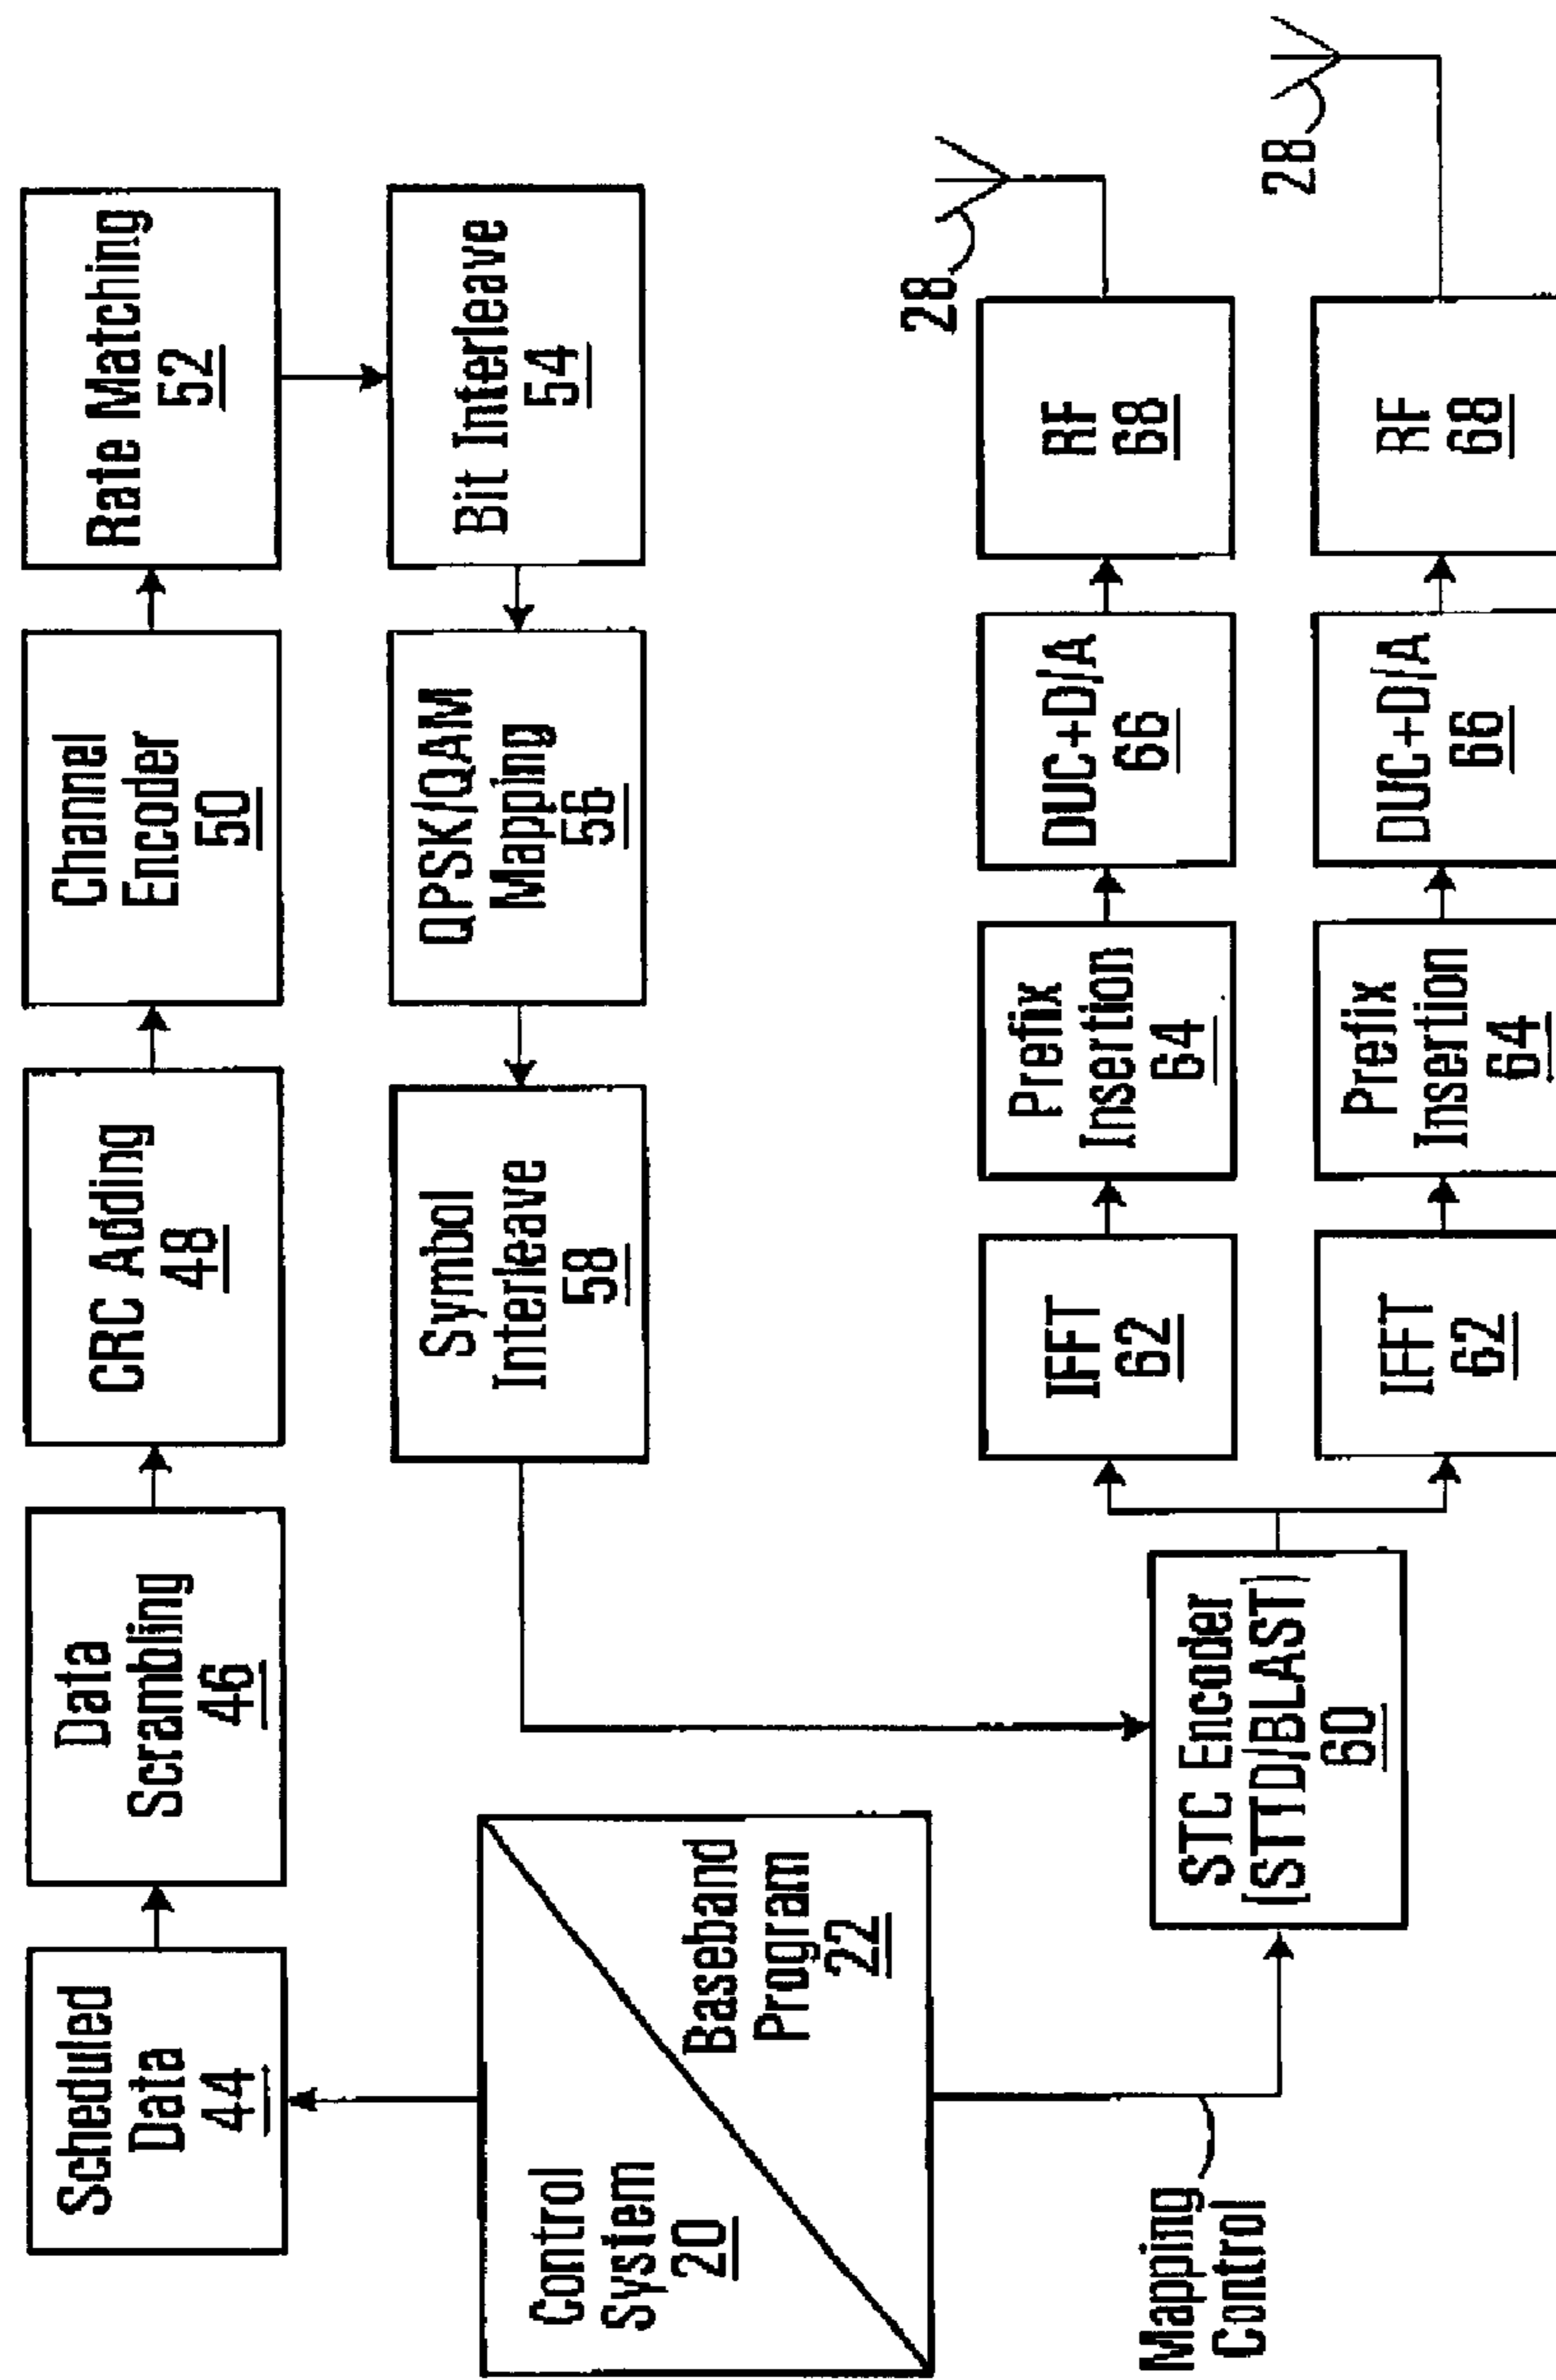 Scheduled
Data
44
Data
Scrambling
46
CRC Adding
48
Channel
Encoder
50
Rate Matching
52
Bit Interleave
54
QPSK/QAM
Mapping
56
Symbol
Interleave
58
Control
System
20
Baseband
Program
22
Mapping
Control
STC Encoder
(STTD/BLAST)
60
IFFT
62
Prefix
Insertion
64
DUC+D/A
66
RF
68
28
IFFT
62
Prefix
Insertion
64
DUC+D/A
66
RF
68
28